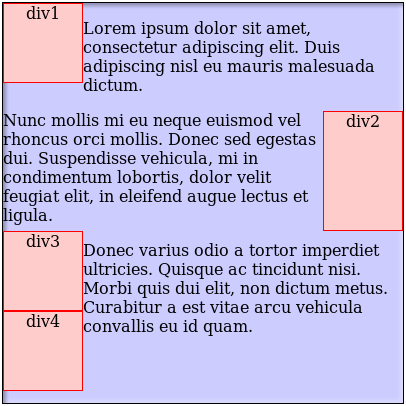 div1
Lorem ipsum dolor sit amet,
consectetur adipiscing elit. Duis
adipiscing nisl eu mauris malesuada
dictum.
Nunc mollis mi eu neque euismod vel
rhoncus orci mollis. Donec sed egestas
dui. Suspendisse vehicula, mi in
condimentum lobortis, dolor velit
feugiat elit, in eleifend augue lectus et
ligula.
div2
div3
Donec varius odio a tortor imperdiet
ultricies. Quisque ac tincidunt nisi.
Morbi quis dui elit, non dictum metus.
Curabitur a est vitae arcu vehicula
convallis eu id quam.
div4